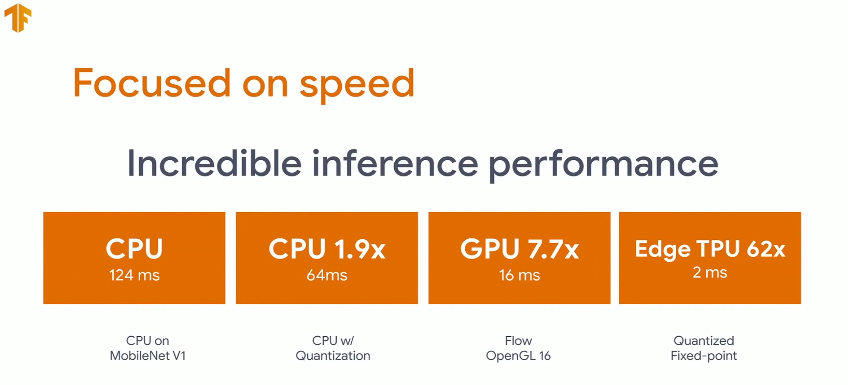 Focused on speed
Incredible inference performance
CPU
124 ms
CPU 1.9x
64ms
GPU 7.7x
16 ms
Edge TPU 62x
2 ms
CPU on
MobileNet V1
CPU w/
Quantization
Flow
OpenGL 16
Quantized
Fixed-point